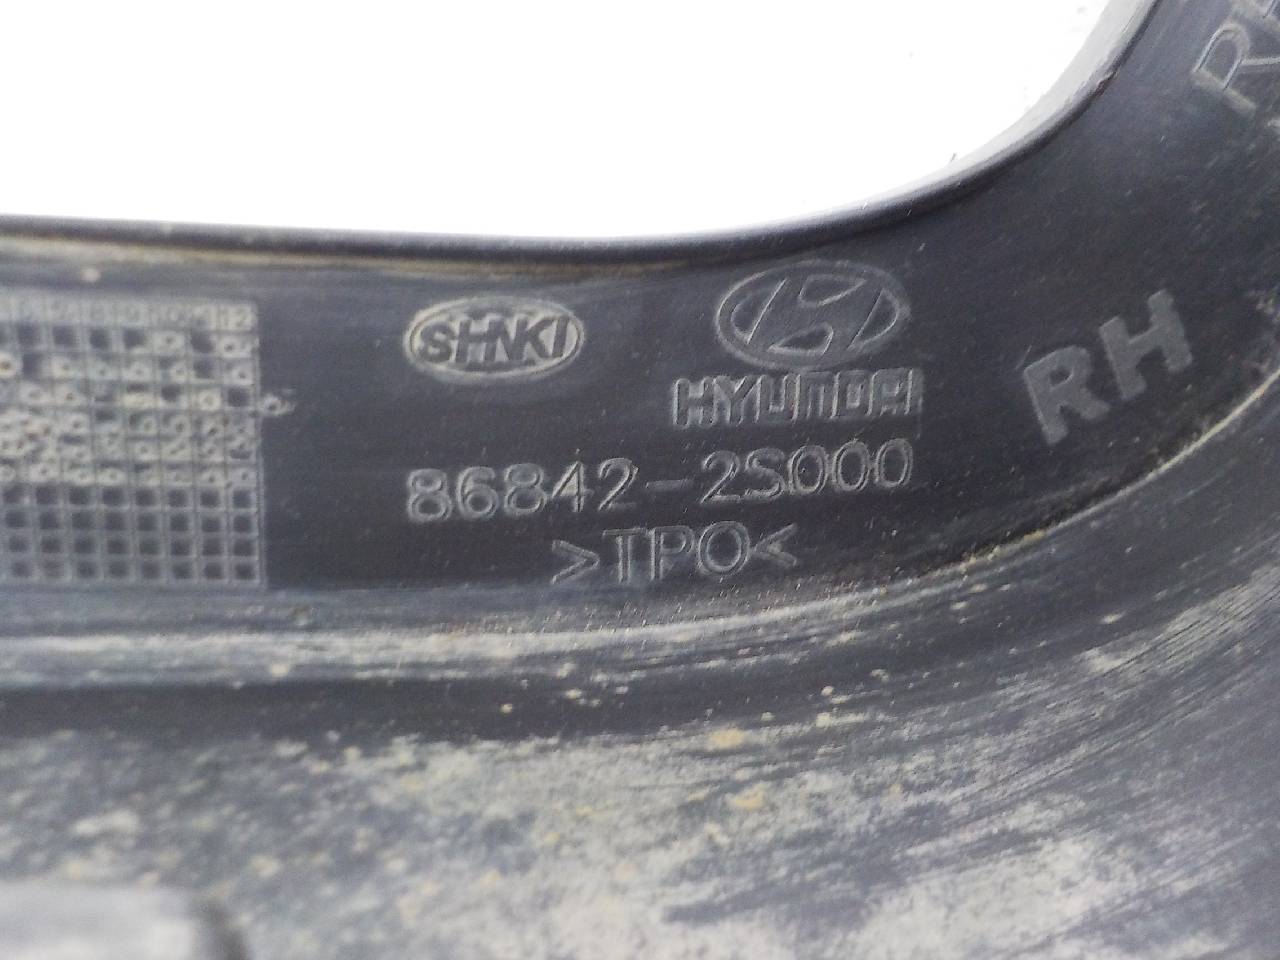 SHNKI
HYUNDAI
RH
86842-2S000
>TPO<